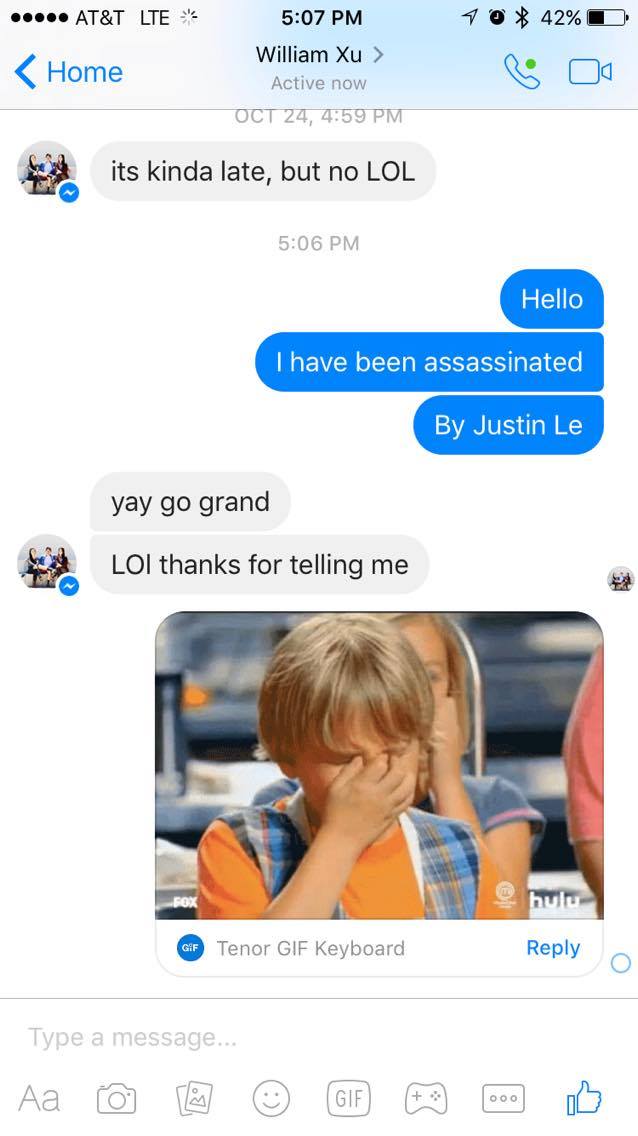 AT&T LTE 5:07 PM 42%
Home William Xu
Active now
OCT 24, 4:59 PM
its kinda late, but no LOL
5:06 PM
Hello
I have been assassinated
By Justin Le
yay go grand
LOl thanks for telling me
FOX hulu
GIF Tenor GIF Keyboard Reply
Type a message...
Aa GIF